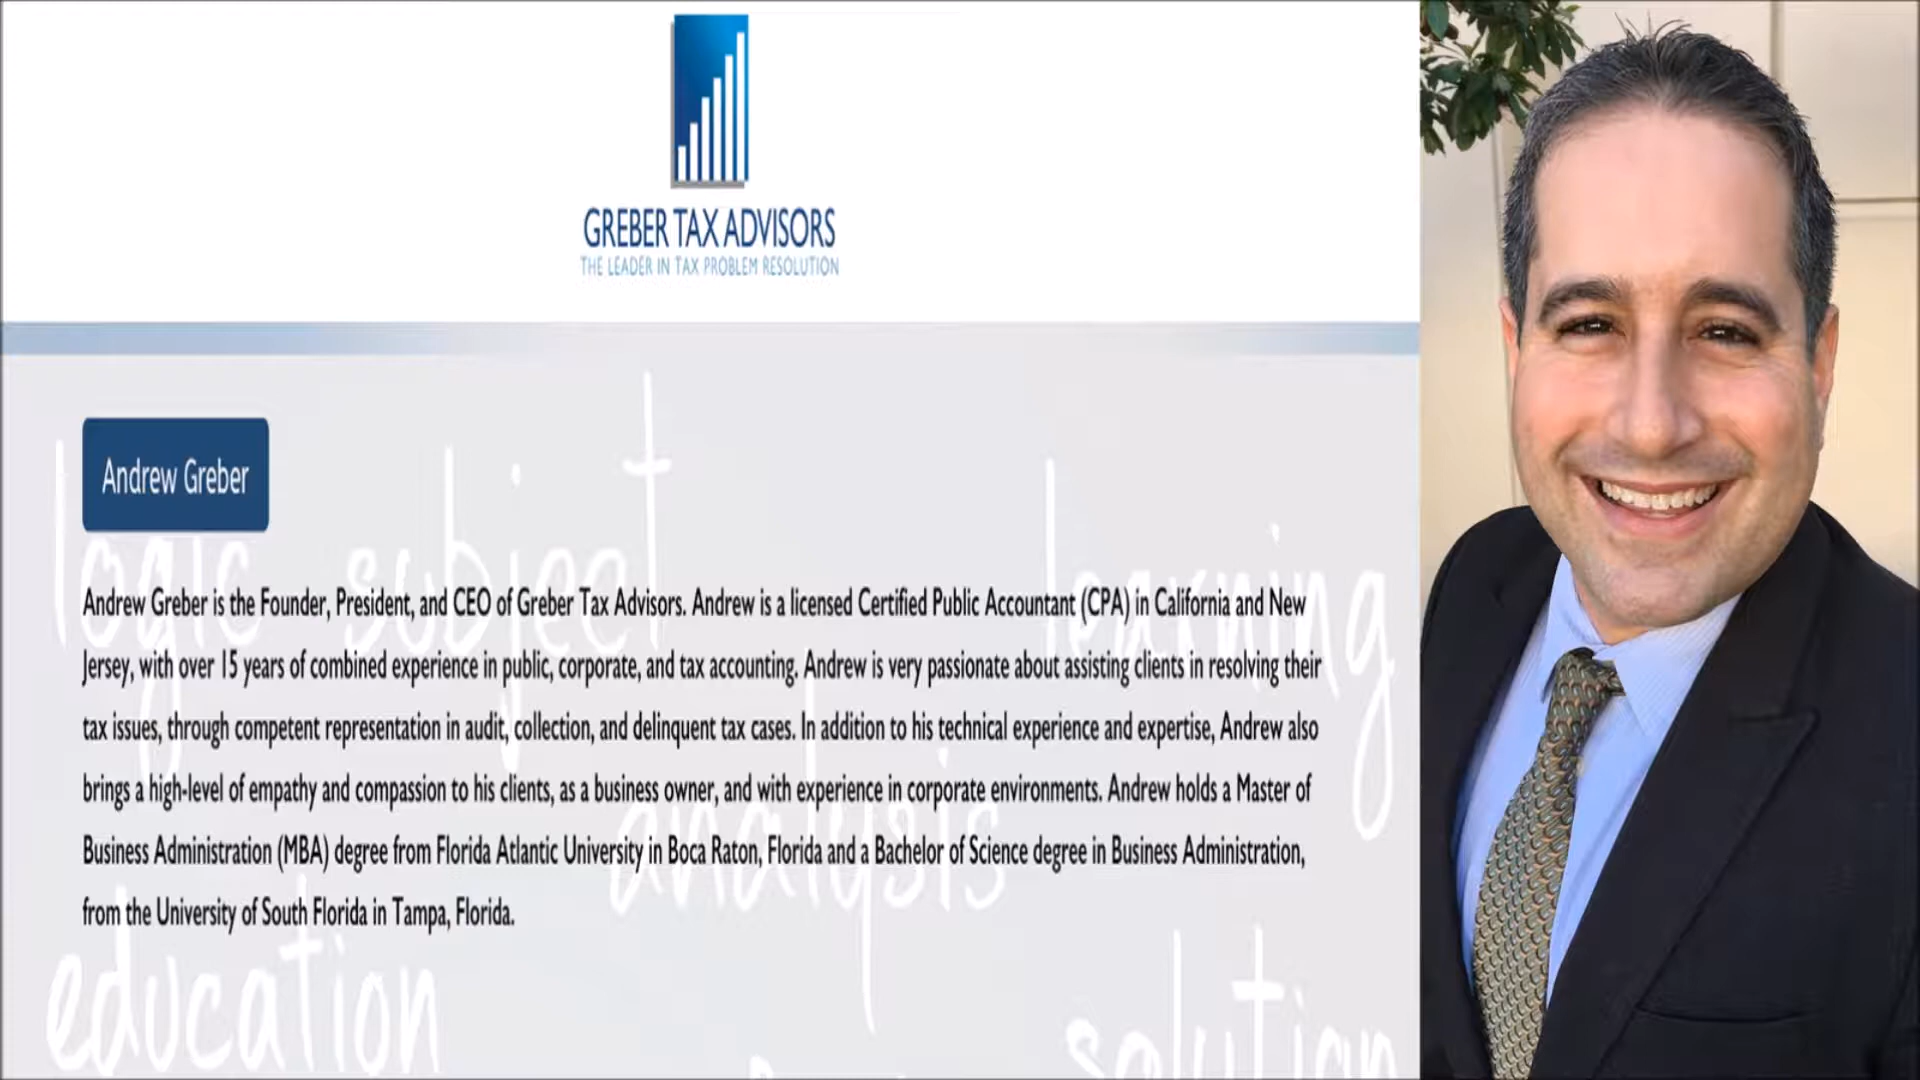 GREBER TAX ADVISORS
THE LEADER IN TAX PROBLEM RESOLUTION
Andrew Greber
logic subject learning
Andrew Greber is the Founder, President, and CEO of Greber Tax Advisors. Andrew is a licensed Certified Public Accountant (CPA) in California and New
Jersey, with over 15 years of combined experience in public, corporate, and tax accounting. Andrew is very passionate about assisting clients in resolving their
tax issues, through competent representation in audit, collection, and delinquent tax cases. In addition to his technical experience and expertise, Andrew also
brings a high-level of empathy and compassion to his clients, as a business owner, and with experience in corporate environments. Andrew holds a Master of
analysis
Business Administration (MBA) degree from Florida Atlantic University in Boca Raton, Florida and a Bachelor of Science degree in Business Administration,
from the University of South Florida in Tampa, Florida.
education
solution